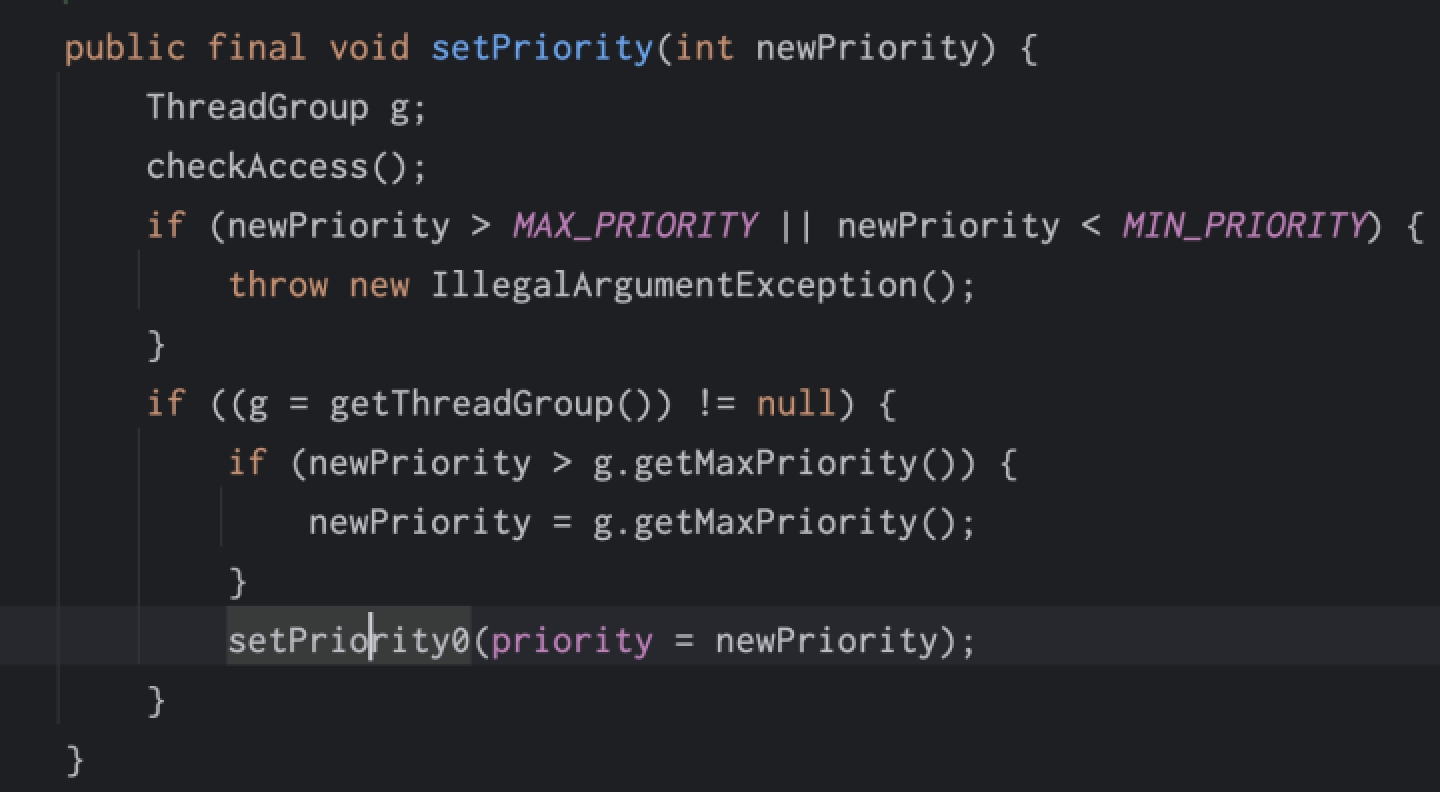 public final void setPriority(int newPriority) {
ThreadGroup g;
checkAccess();
if (newPriority > MAX_PRIORITY || newPriority < MIN_PRIORITY) {
throw new IllegalArgumentException();
}
if ((g = getThreadGroup()) != null) {
if (newPriority > g.getMaxPriority()) {
newPriority = g.getMaxPriority();
}
setPriority0(priority = newPriority);
}
}